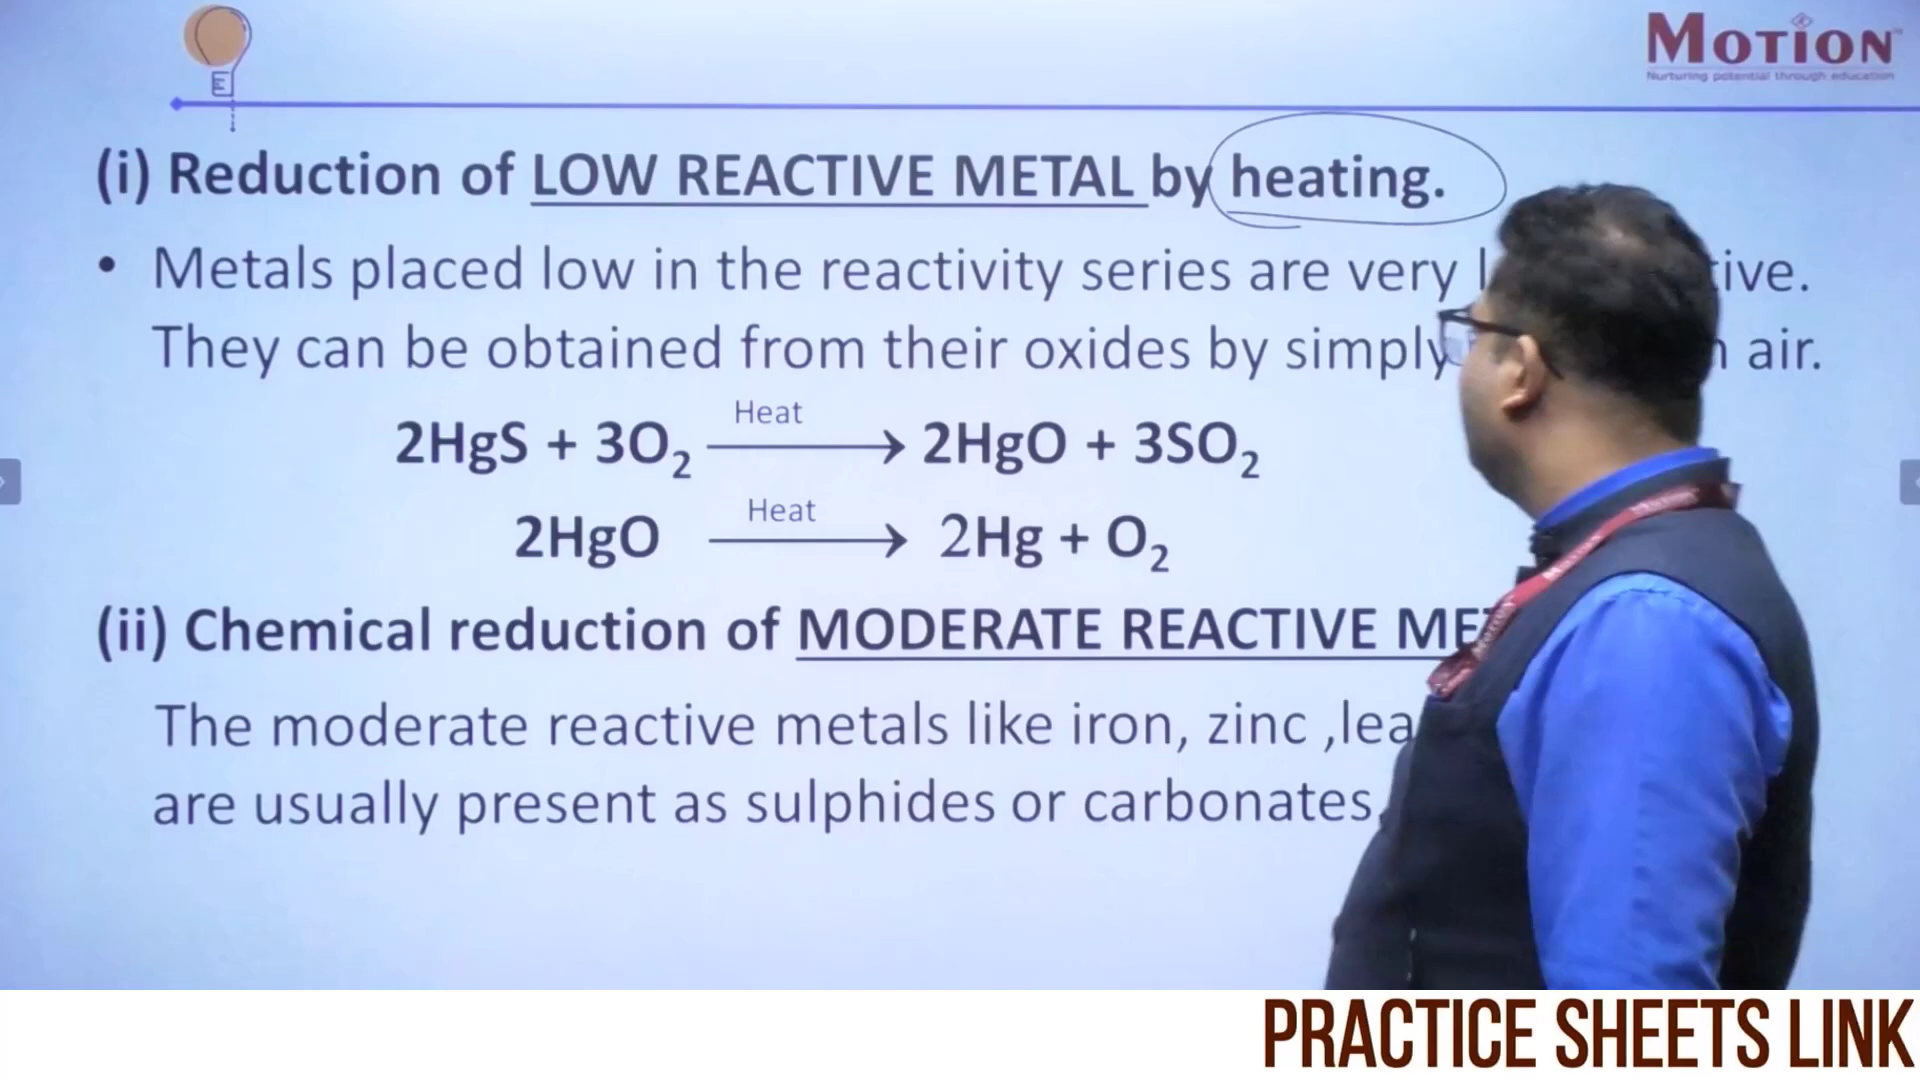 MOTION
Nurturing potential through education
(i) Reduction of LOW REACTIVE METAL by heating.
• Metals placed low in the reactivity series are very
They can be obtained from their oxides by simply air.
2HgS + 3O₂ Heat → 2HgO + 3SO₂
2HgO Heat → 2Hg + O₂
(ii) Chemical reduction of MODERATE REACTIVE
The moderate reactive metals like iron, zinc ,
are usually present as sulphides or carbonates
PRACTICE SHEETS LINK